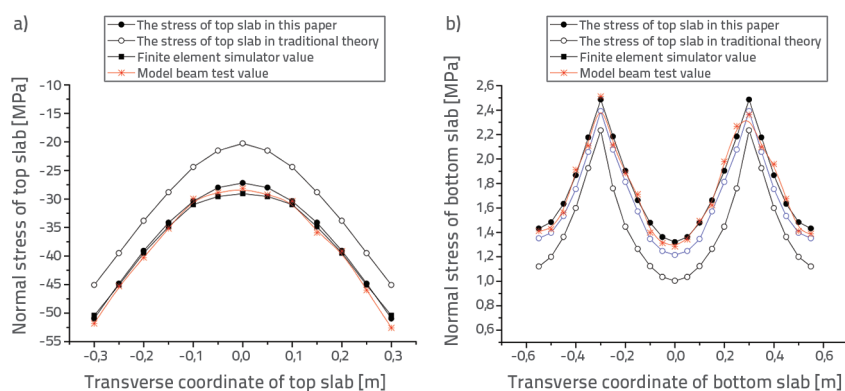 a)
The stress of top slab in this paper
The stress of top slab in traditional theory
Finite element simulator value
Model beam test value
Normal stress of top slab [MPa]
-10
-15
-20
-25
-30
-35
-40
-45
-50
-55
-0,3
-0,2
-0,1
0,0
0,1
0,2
0,3
Transverse coordinate of top slab [m]
b)
The stress of top slab in this paper
The stress of top slab in traditional theory
Finite element simulator value
Model beam test value
Normal stress of bottom slab [MPa]
2,6
2,4
2,2
2,0
1,8
1,6
1,4
1,2
1,0
0,8
0,6
-0,6
-0,4
-0,2
0,0
0,2
0,4
0,6
Transverse coordinate of bottom slab [m]